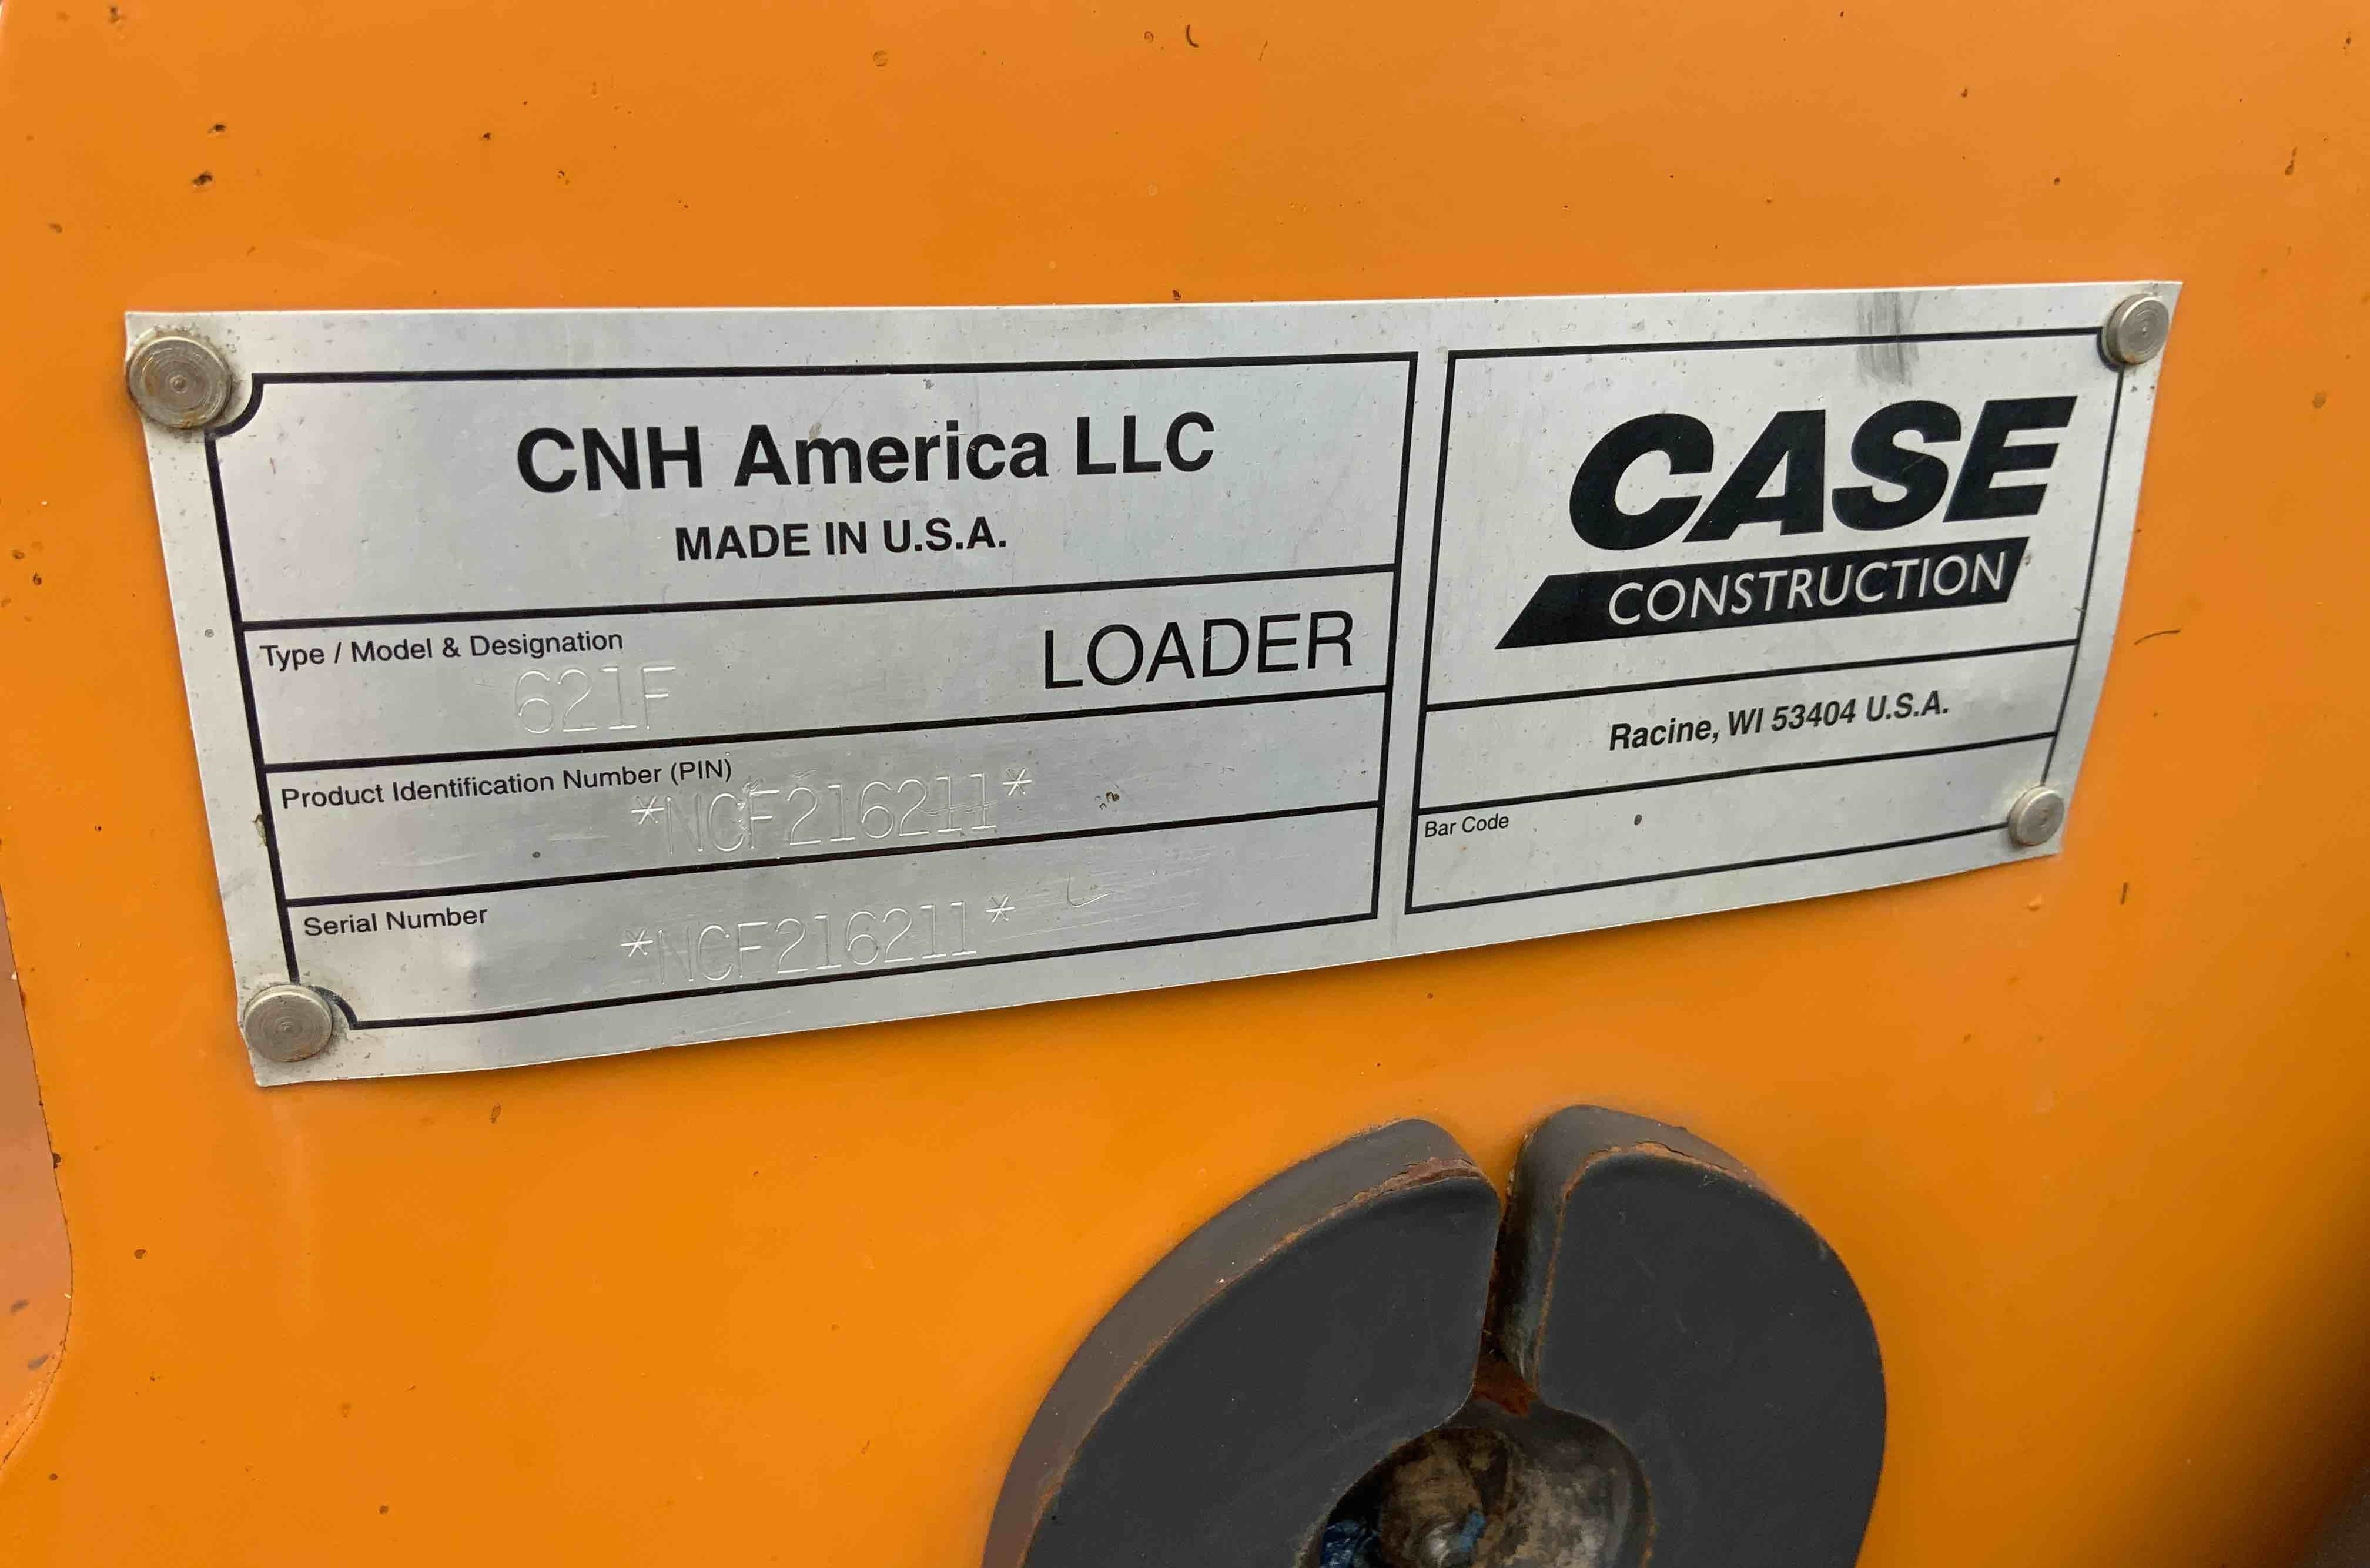 CNH America LLC
MADE IN U.S.A.
Type / Model & Designation
621F
LOADER
Product Identification Number (PIN)
*NCF216211*
Serial Number
*NCF216211*
CASE
CONSTRUCTION
Racine, WI 53404 U.S.A.
Bar Code